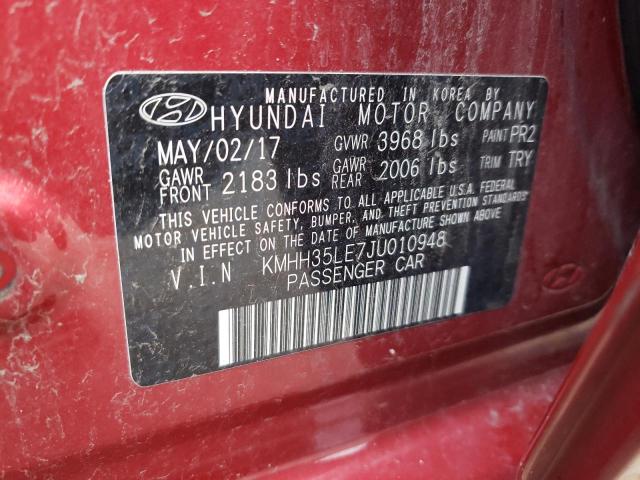 MANUFACTURED IN KOREA BY
HYUNDAI MOTOR COMPANY
MAY/02/17 GVWR 3968 lbs PAINT PR2
GAWR FRONT 2183 lbs GAWR REAR 2006 lbs TRIM TRY
THIS VEHICLE CONFORMS TO ALL APPLICABLE U.S.A. FEDERAL
MOTOR VEHICLE SAFETY, BUMPER, AND THEFT PREVENTION STANDARDS
IN EFFECT ON THE DATE OF MANUFACTURE SHOWN ABOVE
V.I.N KMHH35LE7JU010948
PASSENGER CAR